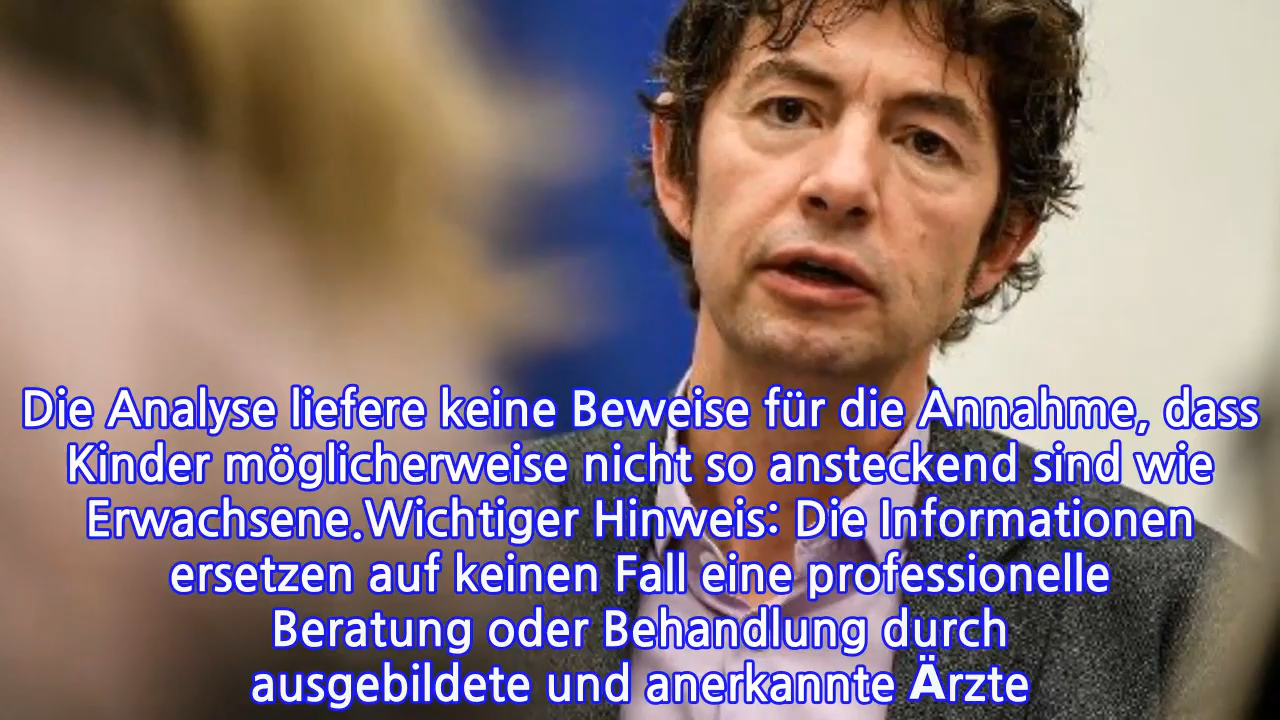 Die Analyse liefere keine Beweise für die Annahme, dass
Kinder möglicherweise nicht so ansteckend sind wie
Erwachsene.Wichtiger Hinweis: Die Informationen
ersetzen auf keinen Fall eine professionelle
Beratung oder Behandlung durch
ausgebildete und anerkannte Ärzte